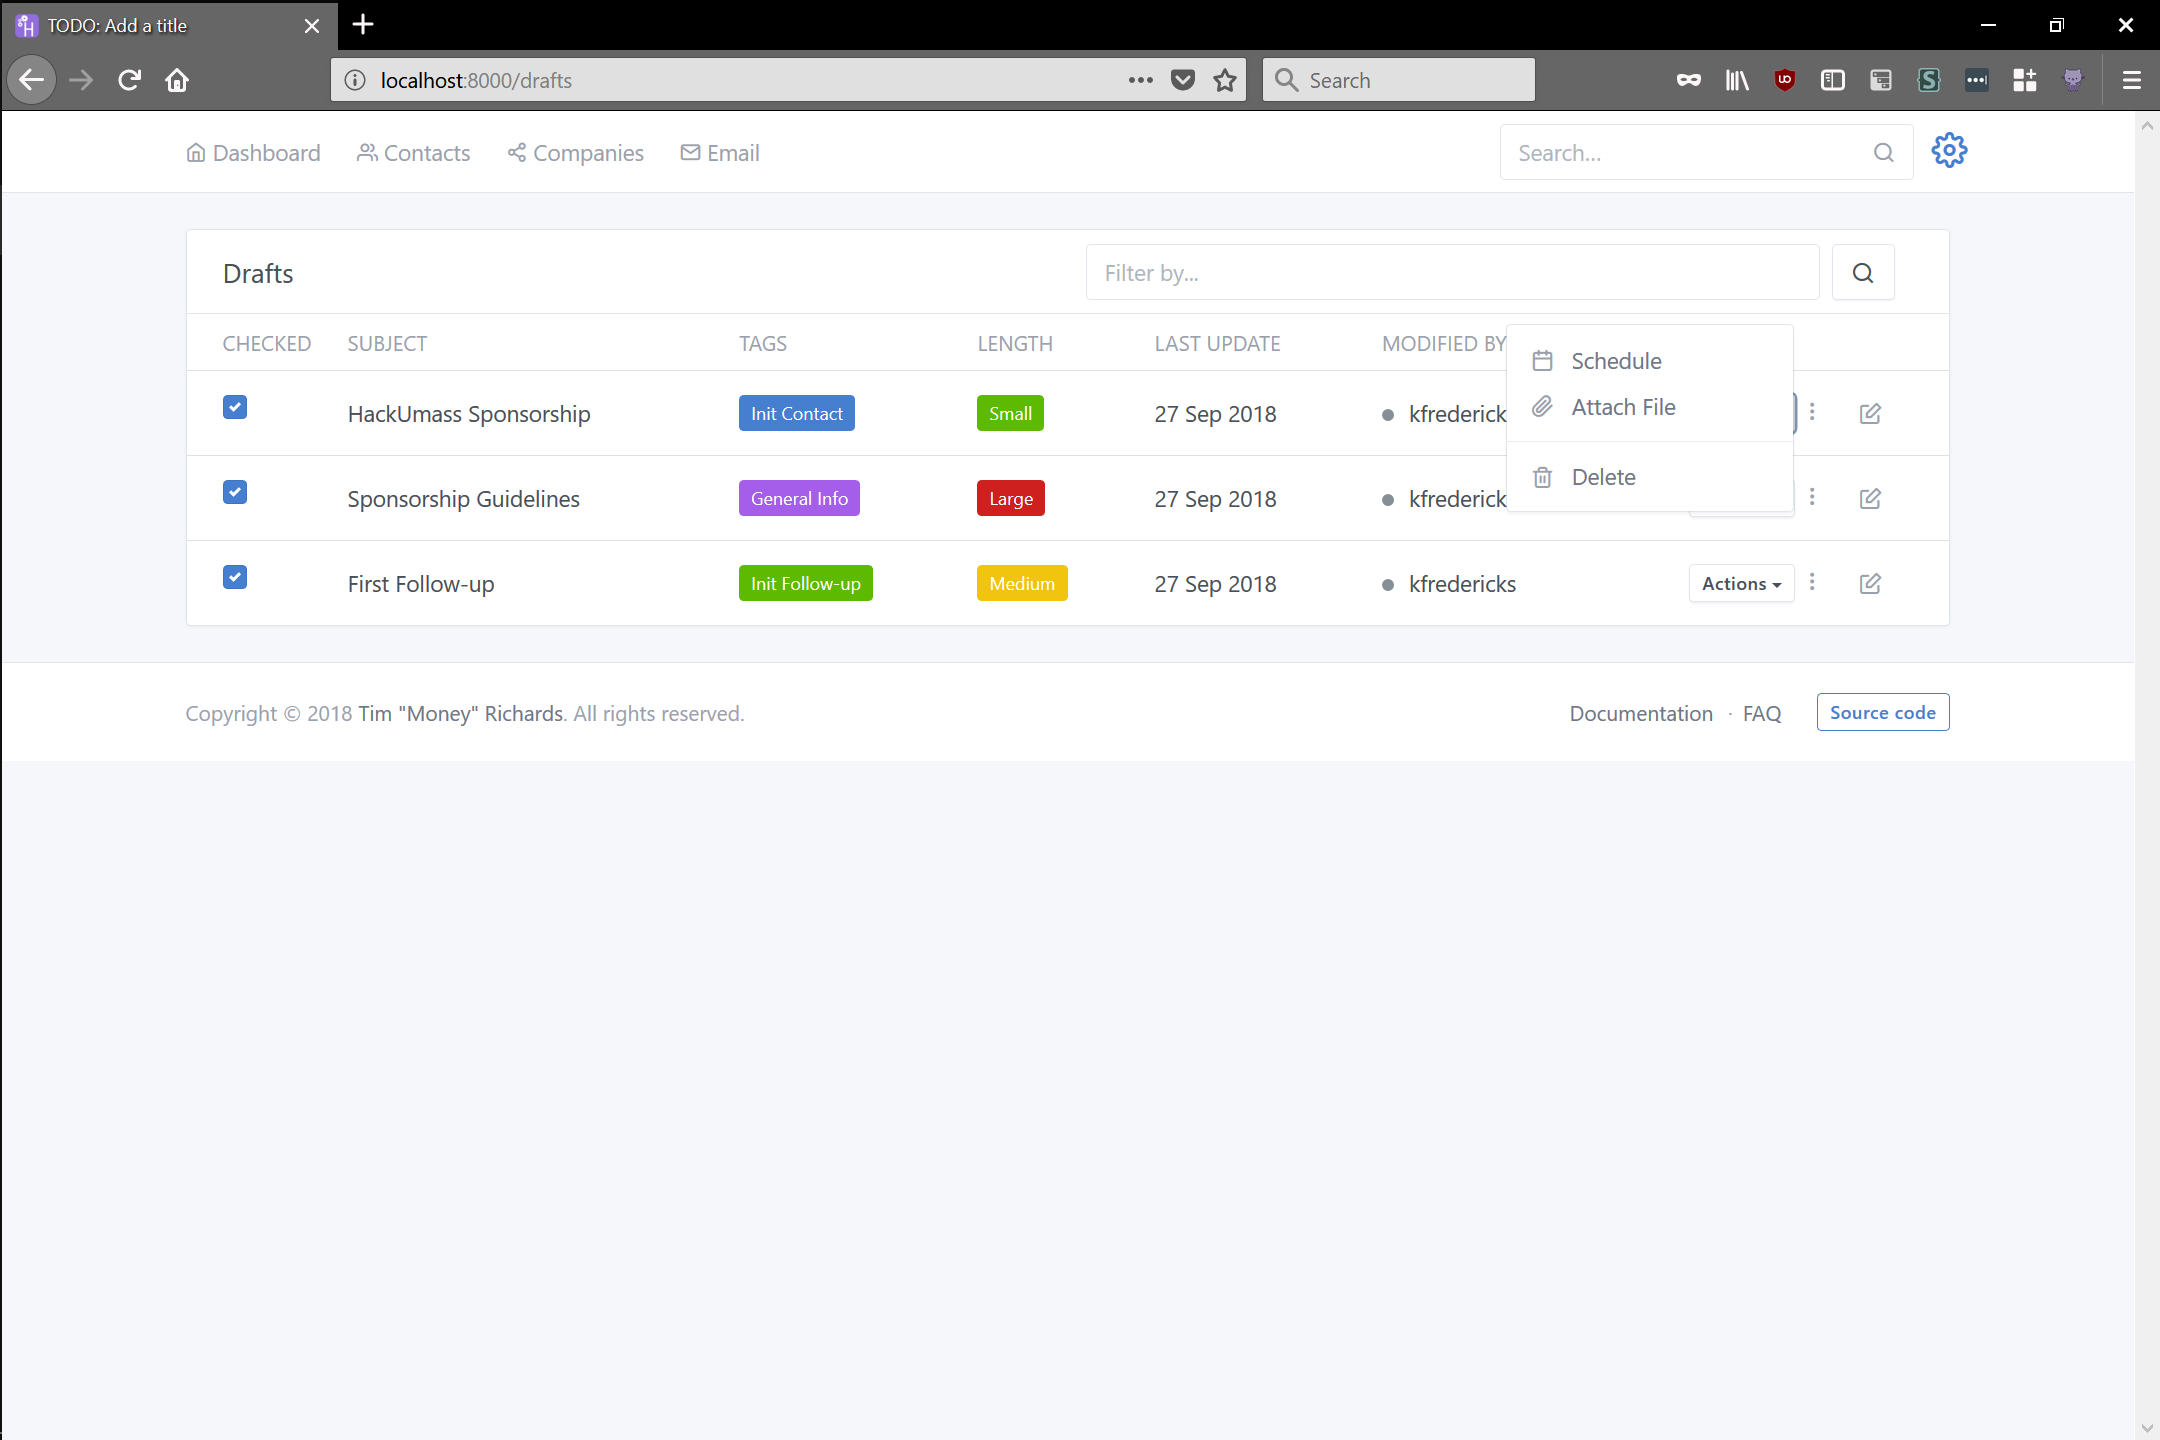 TODO: Add a title
localhost:8000/drafts
Search
Dashboard Contacts Companies Email Search...
Drafts Filter by...
CHECKED SUBJECT TAGS LENGTH LAST UPDATE MODIFIED BY
Schedule
Attach File
Delete
HackUmass Sponsorship Init Contact Small 27 Sep 2018 kfrederick
Sponsorship Guidelines General Info Large 27 Sep 2018 kfrederick
First Follow-up Init Follow-up Medium 27 Sep 2018 kfredericks Actions
Copyright © 2018 Tim "Money" Richards. All rights reserved. Documentation · FAQ Source code